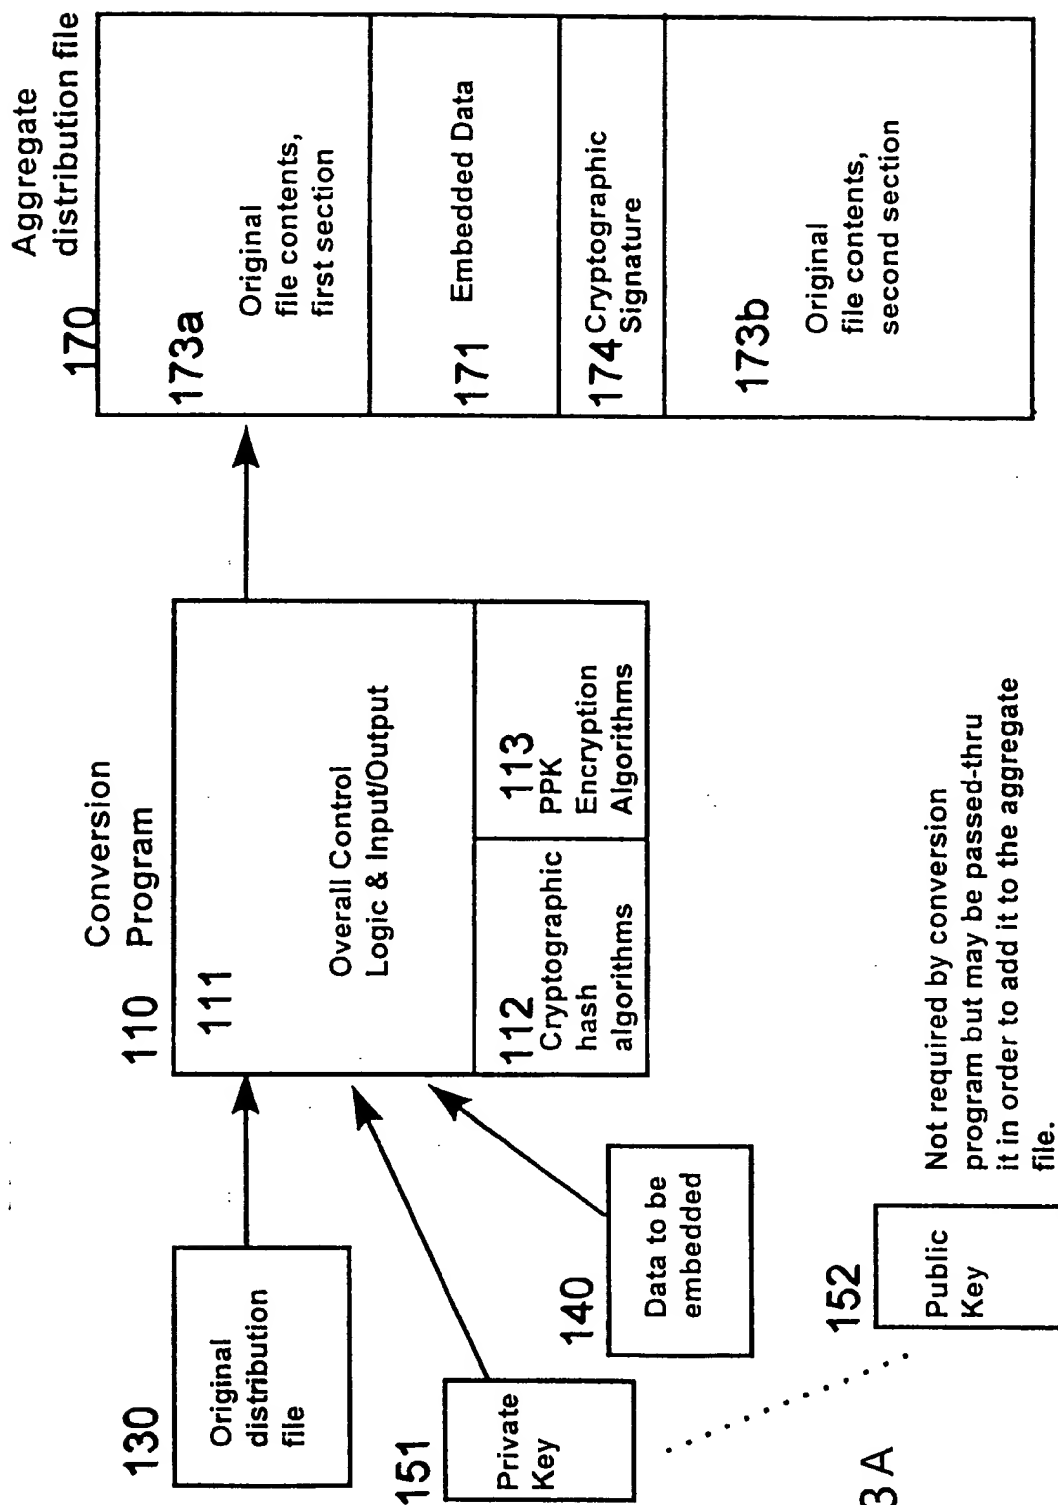 130
Original
distribution
file
151
Private
Key
140
Data to be
embedded
152
Public
Key
Not required by conversion
program but may be passed-thru
it in order to add it to the aggregate
file.
Conversion
110 Program
111
Overall Control
Logic & Input/Output
112
Cryptographic
hash
algorithms
113
PPK
Encryption
Algorithms
Aggregate
distribution file
170
173a
Original
file contents,
first section
171 Embedded Data
174 Cryptographic
Signature
173b
Original
file contents,
second section
3A